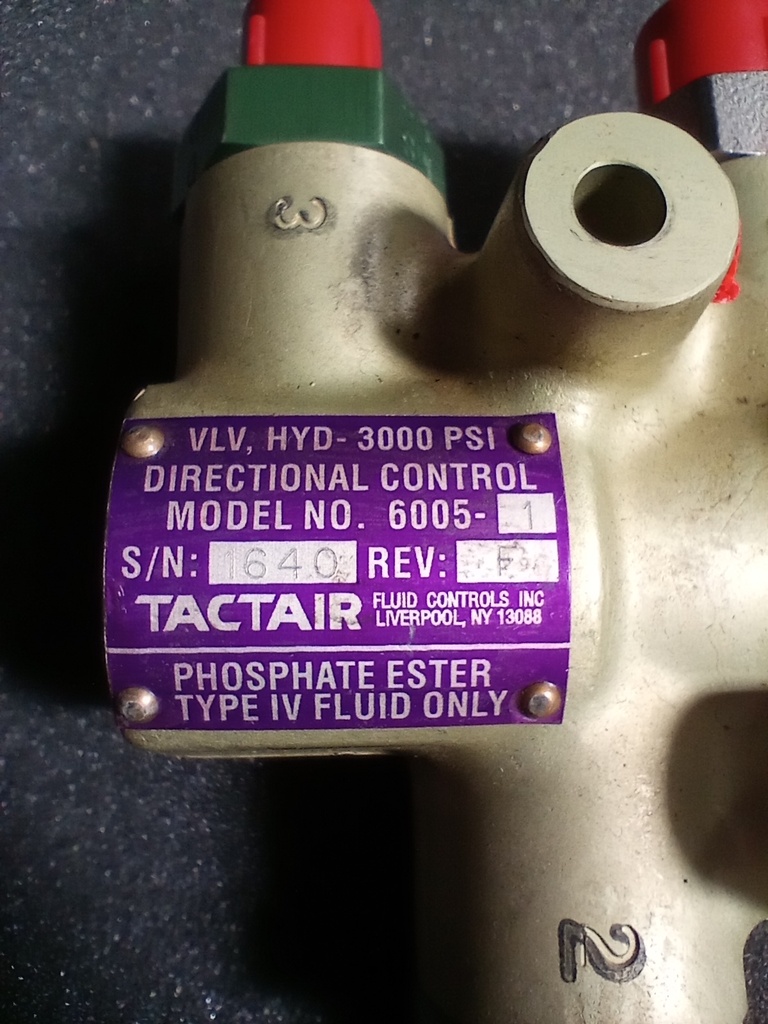 3
VLV, HYD- 3000 PSI
DIRECTIONAL CONTROL
MODEL NO. 6005- 1
S/N: 1640 REV: F
TACTAIR FLUID CONTROLS INC
LIVERPOOL, NY 13088
PHOSPHATE ESTER
TYPE IV FLUID ONLY
2